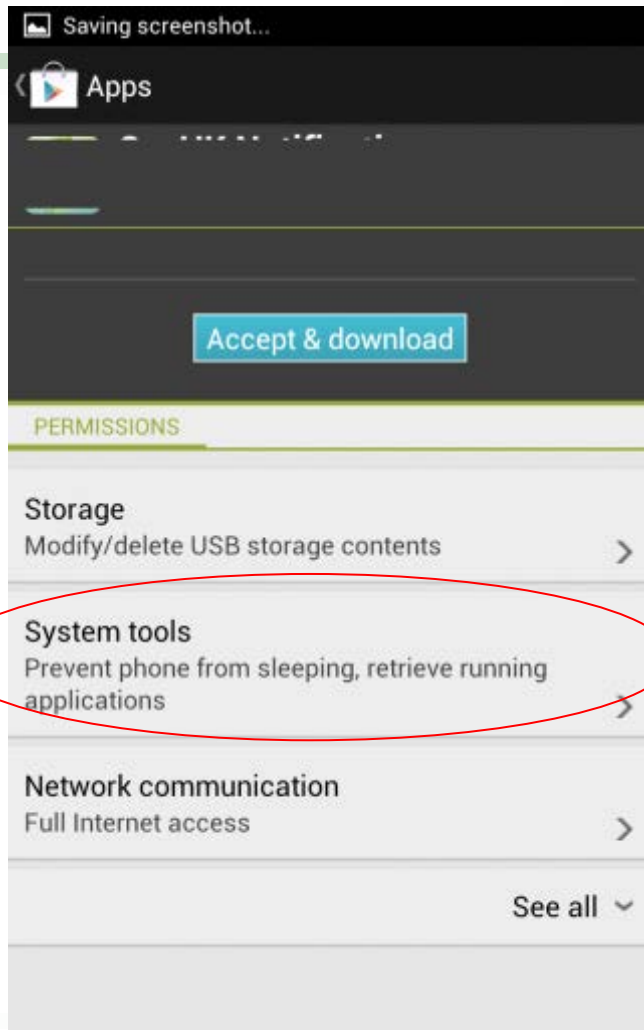 Saving screenshot...
Apps
Accept & download
PERMISSIONS
Storage
Modify/delete USB storage contents
System tools
Prevent phone from sleeping, retrieve running
applications
Network communication
Full Internet access
See all